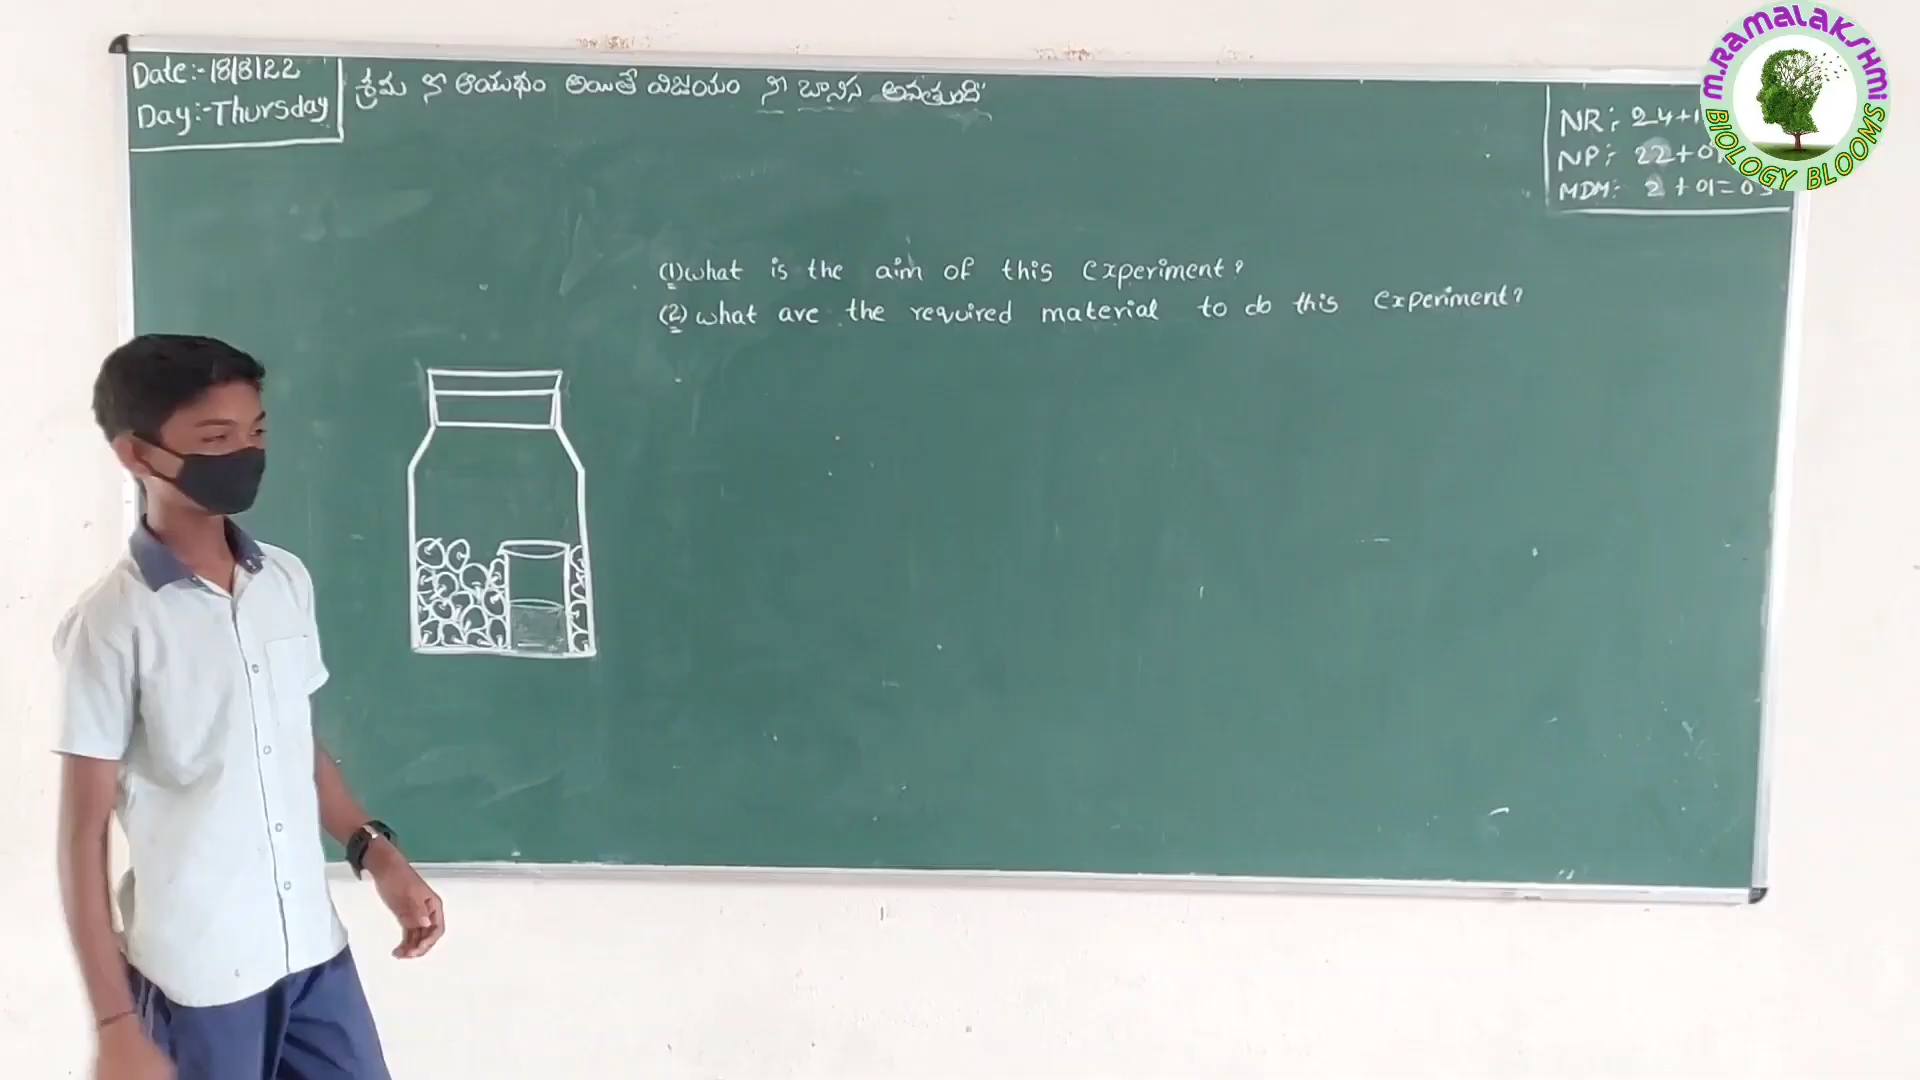 Date:- 18/8/22
Day:-Thursday
శ్రమ నీ ఆయుధం అయితే విజయం నీ బానిస అవుతుంది"
NR: 24+1
NP: 22+0
MDM: 2+01=03
M.RAMALAKSHMI
BIOLOGY BLOOMS
(1) what is the aim of this experiment?
(2) what are the required material to do this experiment?